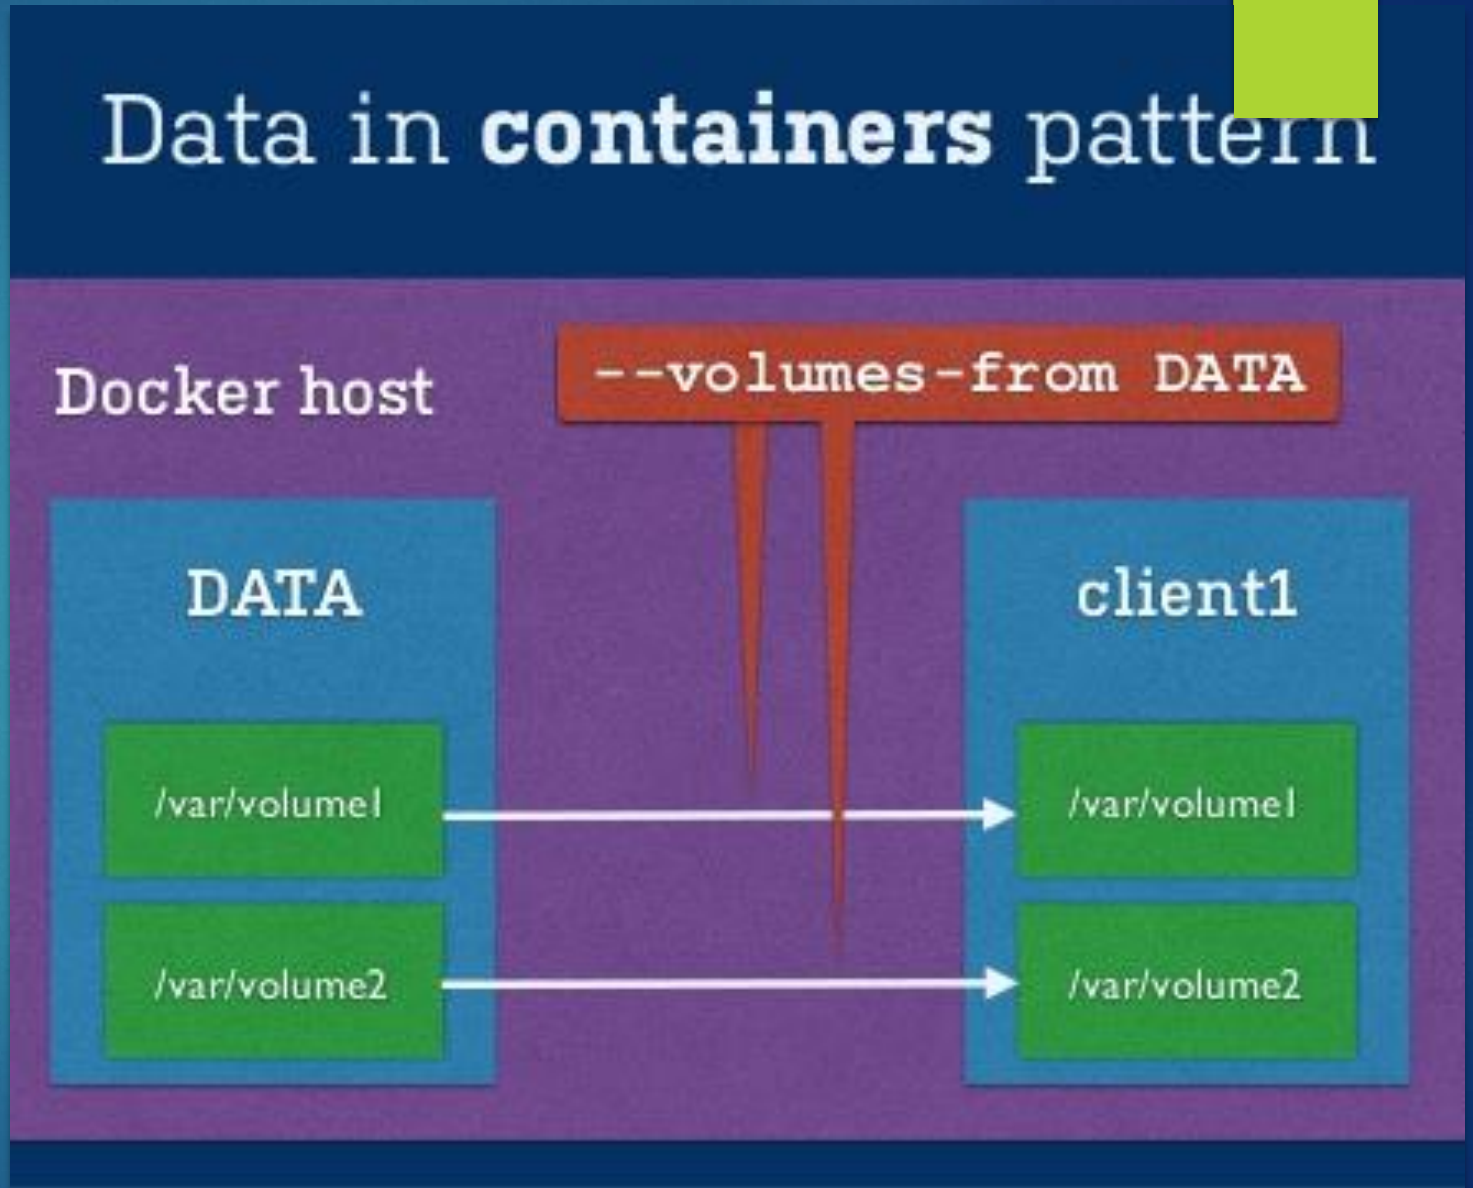 Data in containers pattern
Docker host
--volumes-from DATA
DATA
client1
/var/volume1
/var/volume1
/var/volume2
/var/volume2